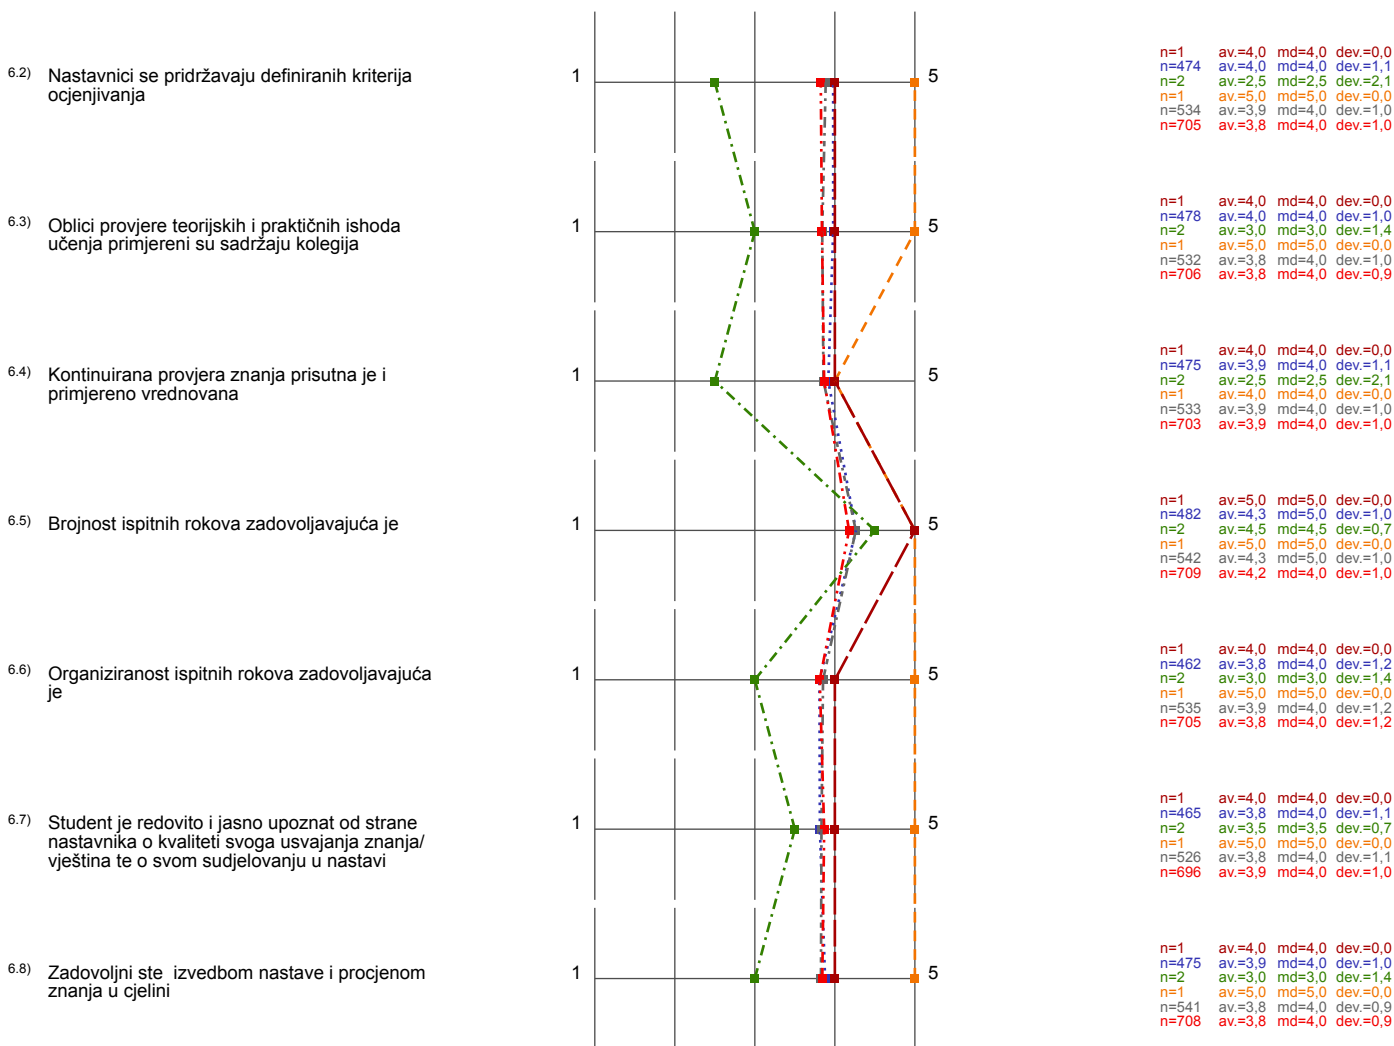 6.2) Nastavnici se pridržavaju definiranih kriterija
ocjenjivanja
1
5
n=1 av.=4,0 md=4,0 dev.=0,0
n=474 av.=4,0 md=4,0 dev.=1,1
n=2 av.=2,5 md=2,5 dev.=2,1
n=1 av.=5,0 md=5,0 dev.=0,0
n=534 av.=3,9 md=4,0 dev.=1,0
n=705 av.=3,8 md=4,0 dev.=1,0
6.3) Oblici provjere teorijskih i praktičnih ishoda
učenja primjereni su sadržaju kolegija
1
5
n=1 av.=4,0 md=4,0 dev.=0,0
n=478 av.=4,0 md=4,0 dev.=1,0
n=2 av.=3,0 md=3,0 dev.=1,4
n=1 av.=5,0 md=5,0 dev.=0,0
n=532 av.=3,8 md=4,0 dev.=1,0
n=706 av.=3,8 md=4,0 dev.=0,9
6.4) Kontinuirana provjera znanja prisutna je i
primjereno vrednovana
1
5
n=1 av.=4,0 md=4,0 dev.=0,0
n=475 av.=3,9 md=4,0 dev.=1,1
n=2 av.=2,5 md=2,5 dev.=2,1
n=1 av.=4,0 md=4,0 dev.=0,0
n=533 av.=3,9 md=4,0 dev.=1,0
n=703 av.=3,9 md=4,0 dev.=1,0
6.5) Brojnost ispitnih rokova zadovoljavajuća je
1
5
n=1 av.=5,0 md=5,0 dev.=0,0
n=482 av.=4,3 md=5,0 dev.=1,0
n=2 av.=4,5 md=4,5 dev.=0,7
n=1 av.=5,0 md=5,0 dev.=0,0
n=542 av.=4,3 md=5,0 dev.=1,0
n=709 av.=4,2 md=4,0 dev.=1,0
6.6) Organiziranost ispitnih rokova zadovoljavajuća
je
1
5
n=1 av.=4,0 md=4,0 dev.=0,0
n=462 av.=3,8 md=4,0 dev.=1,2
n=2 av.=3,0 md=3,0 dev.=1,4
n=1 av.=5,0 md=5,0 dev.=0,0
n=535 av.=3,9 md=4,0 dev.=1,2
n=705 av.=3,8 md=4,0 dev.=1,2
6.7) Student je redovito i jasno upoznat od strane
nastavnika o kvaliteti svoga usvajanja znanja/
vještina te o svom sudjelovanju u nastavi
1
5
n=1 av.=4,0 md=4,0 dev.=0,0
n=465 av.=3,8 md=4,0 dev.=1,1
n=2 av.=3,5 md=3,5 dev.=0,7
n=1 av.=5,0 md=5,0 dev.=0,0
n=526 av.=3,8 md=4,0 dev.=1,1
n=696 av.=3,9 md=4,0 dev.=1,0
6.8) Zadovoljni ste izvedbom nastave i procjenom
znanja u cjelini
1
5
n=1 av.=4,0 md=4,0 dev.=0,0
n=475 av.=3,9 md=4,0 dev.=1,0
n=2 av.=3,0 md=3,0 dev.=1,4
n=1 av.=5,0 md=5,0 dev.=0,0
n=541 av.=3,8 md=4,0 dev.=0,9
n=708 av.=3,8 md=4,0 dev.=0,9